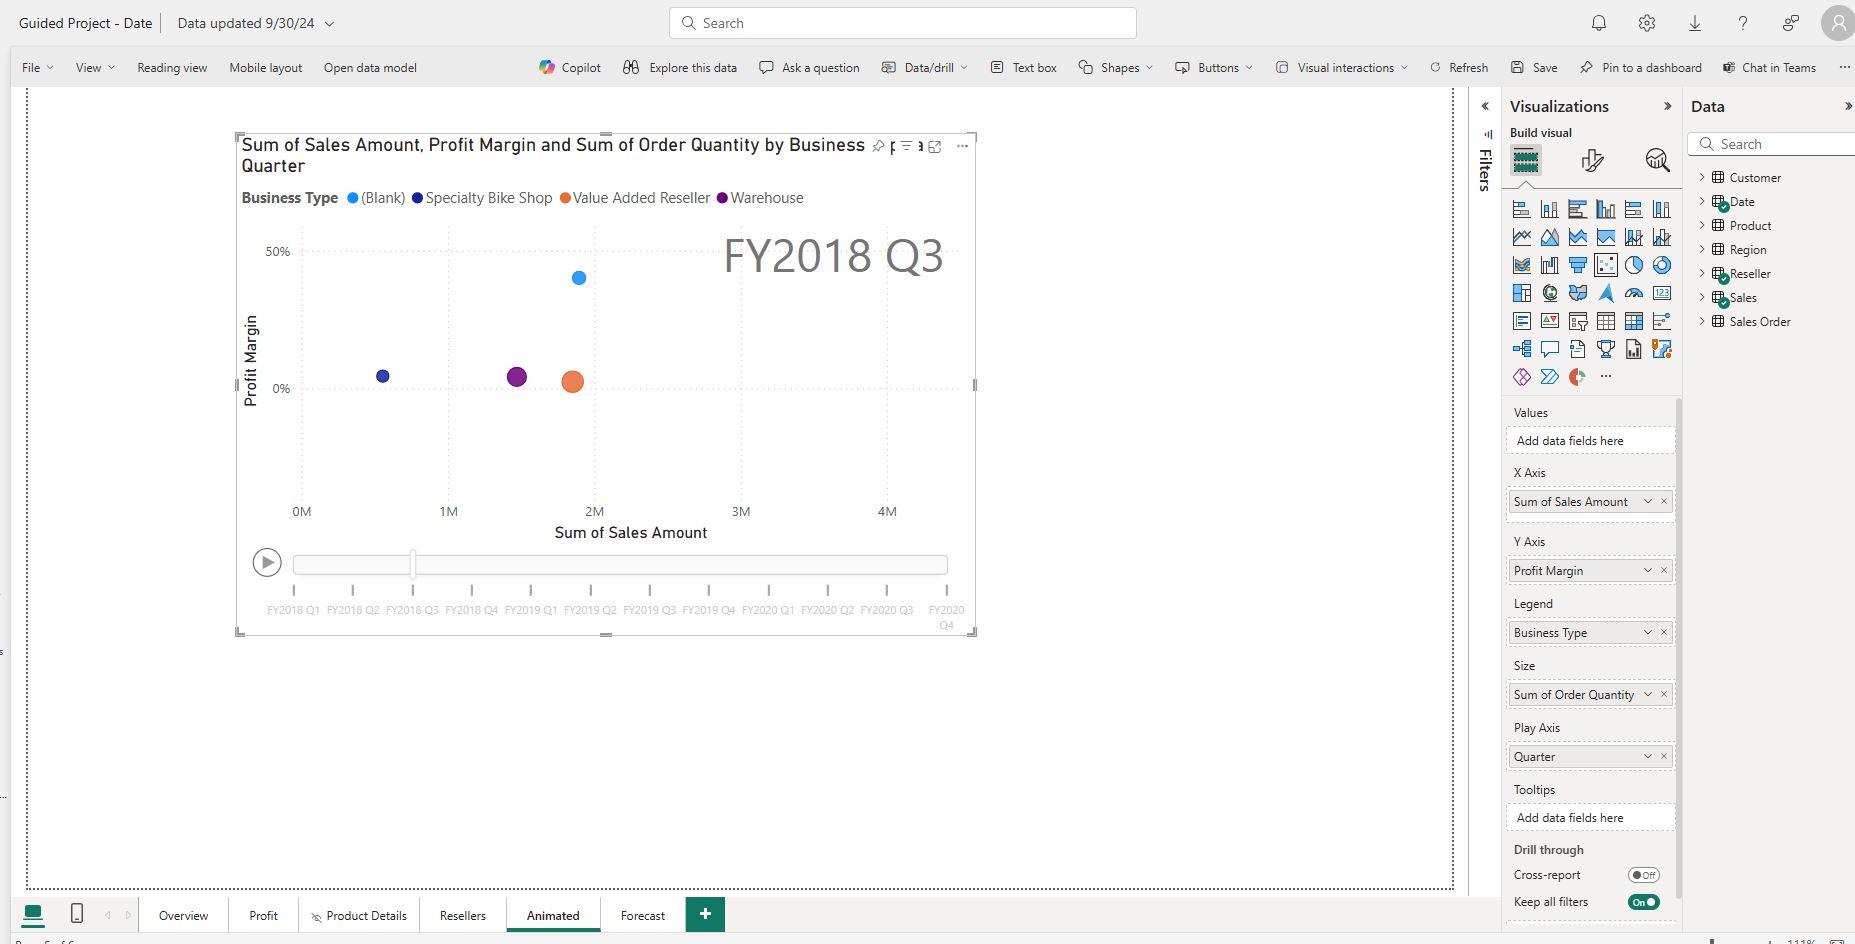 Guided Project - Date
Data updated 9/30/24
Search
File
View
Reading view
Mobile layout
Open data model
Copilot
Explore this data
Ask a question
Data/drill
Text box
Shapes
Buttons
Visual interactions
Refresh
Save
Pin to a dashboard
Chat in Teams
Sum of Sales Amount, Profit Margin and Sum of Order Quantity by Business
Quarter
Business Type (Blank) Specialty Bike Shop Value Added Reseller Warehouse
FY2018 Q3
50%
0%
Profit Margin
0M 1M 2M 3M 4M
Sum of Sales Amount
FY2018 Q1 FY2018 Q2 FY2018 Q3 FY2018 Q4 FY2019 Q1 FY2019 Q2 FY2019 Q3 FY2019 Q4 FY2020 Q1 FY2020 Q2 FY2020 Q3 FY2020
Q4
Filters
Visualizations
Build visual
123
Values
Add data fields here
X Axis
Sum of Sales Amount
Y Axis
Profit Margin
Legend
Business Type
Size
Sum of Order Quantity
Play Axis
Quarter
Tooltips
Add data fields here
Drill through
Cross-report
Off
Keep all filters
On
Data
Search
Customer
Date
Product
Region
Reseller
Sales
Sales Order
Overview
Profit
Product Details
Resellers
Animated
Forecast
+
111%